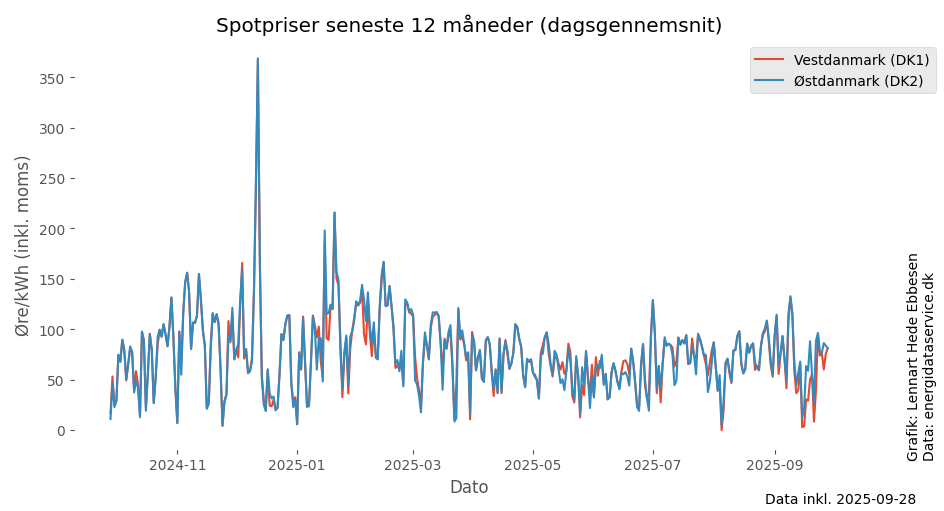 Spotpriser seneste 12 måneder (dagsgennemsnit)
Vestdanmark (DK1)
Østdanmark (DK2)
Øre/kWh (inkl. moms)
350
300
250
200
150
100
50
0
2024-11
2025-01
2025-03
2025-05
2025-07
2025-09
Dato
Grafik: Lennart Hede Ebbesen
Data: energidataservice.dk
Data inkl. 2025-09-28